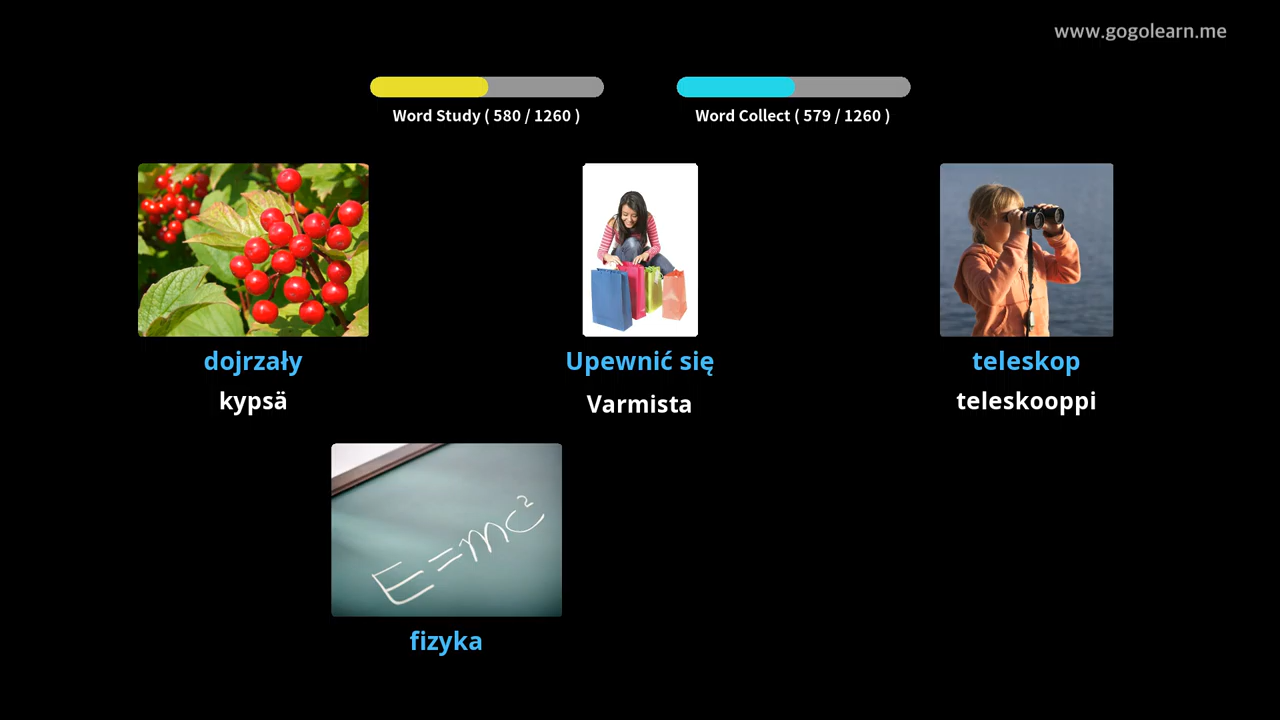 www.gogolearn.me
Word Study ( 580 / 1260 )
Word Collect ( 579 / 1260 )
dojrzały
kypsä
Upewnić się
Varmista
teleskop
teleskooppi
E=mc²
fizyka